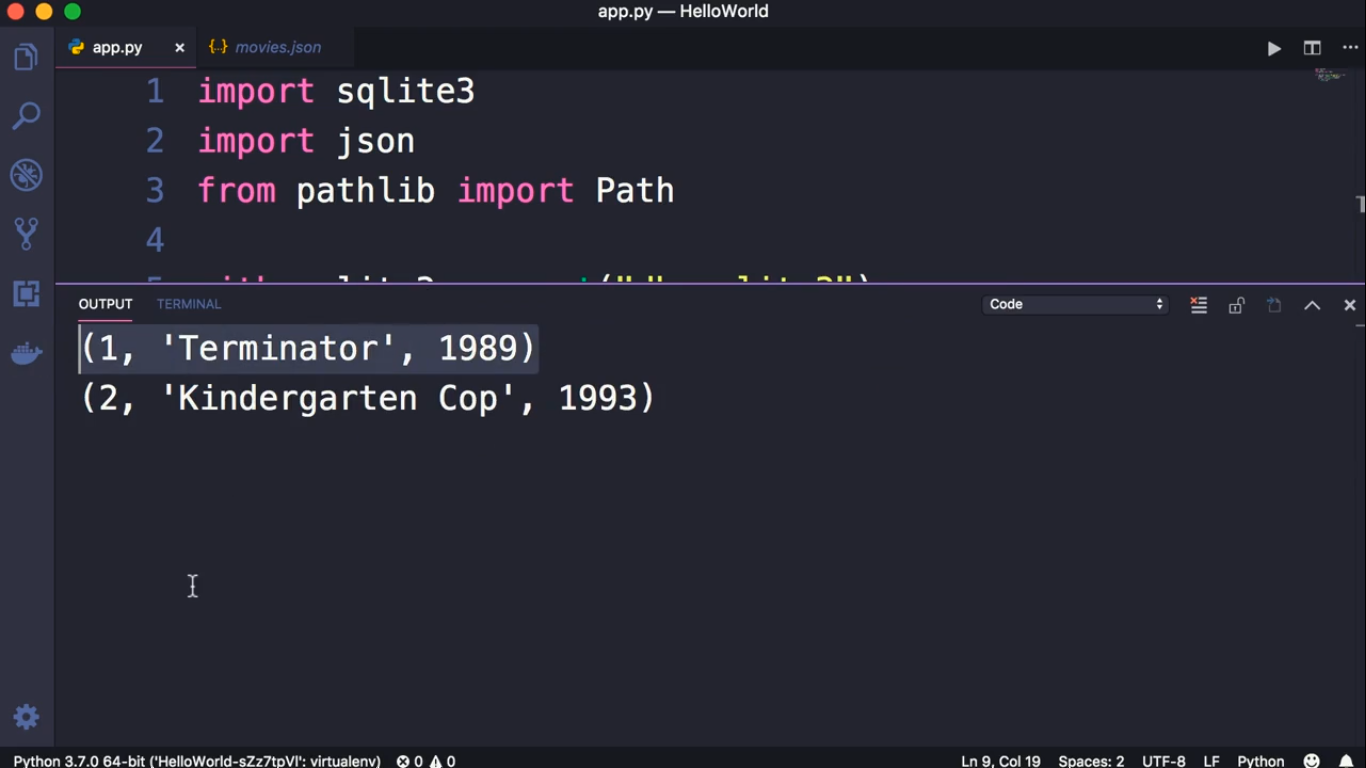 app.py — HelloWorld
app.py
{..} movies.json
1 import sqlite3
2 import json
3 from pathlib import Path
4
OUTPUT TERMINAL Code
(1, 'Terminator', 1989)
(2, 'Kindergarten Cop', 1993)
Python 3.7.0 64-bit ('HelloWorld-sZz7tpVl': virtualenv) 0 0 Ln 9, Col 19 Spaces: 2 UTF-8 LF Python